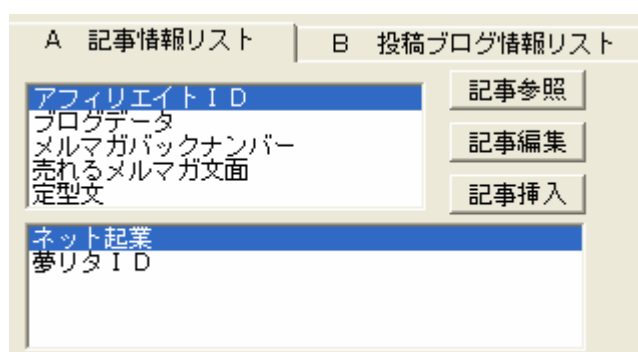 A 記事情報リスト
B 投稿ブログ情報リスト
アフィリエイトＩＤ
ブログデータ
メルマガバックナンバー
売れるメルマガ文面
定型文
記事参照
記事編集
記事挿入
ネット起業
夢リタＩＤ